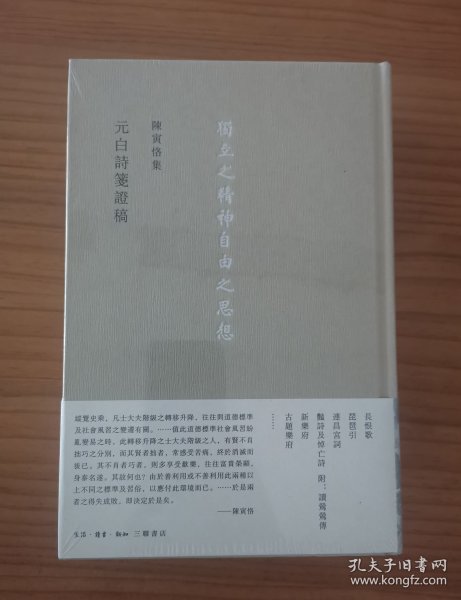 獨立之精神自由之思想
陳寅恪集
元白詩箋證稿
長恨歌
琵琶引
連昌宮詞
豔詩及悼亡詩 附:讀鶯鶯傳
新樂府
古題樂府
……
縱覽史乘,凡士大夫階級之轉移升降,往往與道德標準
及社會風習之變遷有關。……值此道德標準社會風習紛
亂變易之時,此轉移升降之士大夫階級之人,有賢不肖
拙巧之分別,而其賢者拙者,常感受苦痛,終於消滅而
後已。其不肖者巧者,則多享受歡樂,往往富貴榮顯,
身泰名遂。其故何也?由於善利用或不善利用此兩種以
上不同之標準及習俗,以應付此環境而已。……於是兩
者之得失成敗,即決定於是矣。
——陳寅恪
生活·讀書·新知 三聯書店
孔夫子旧书网
www.kongfz.com